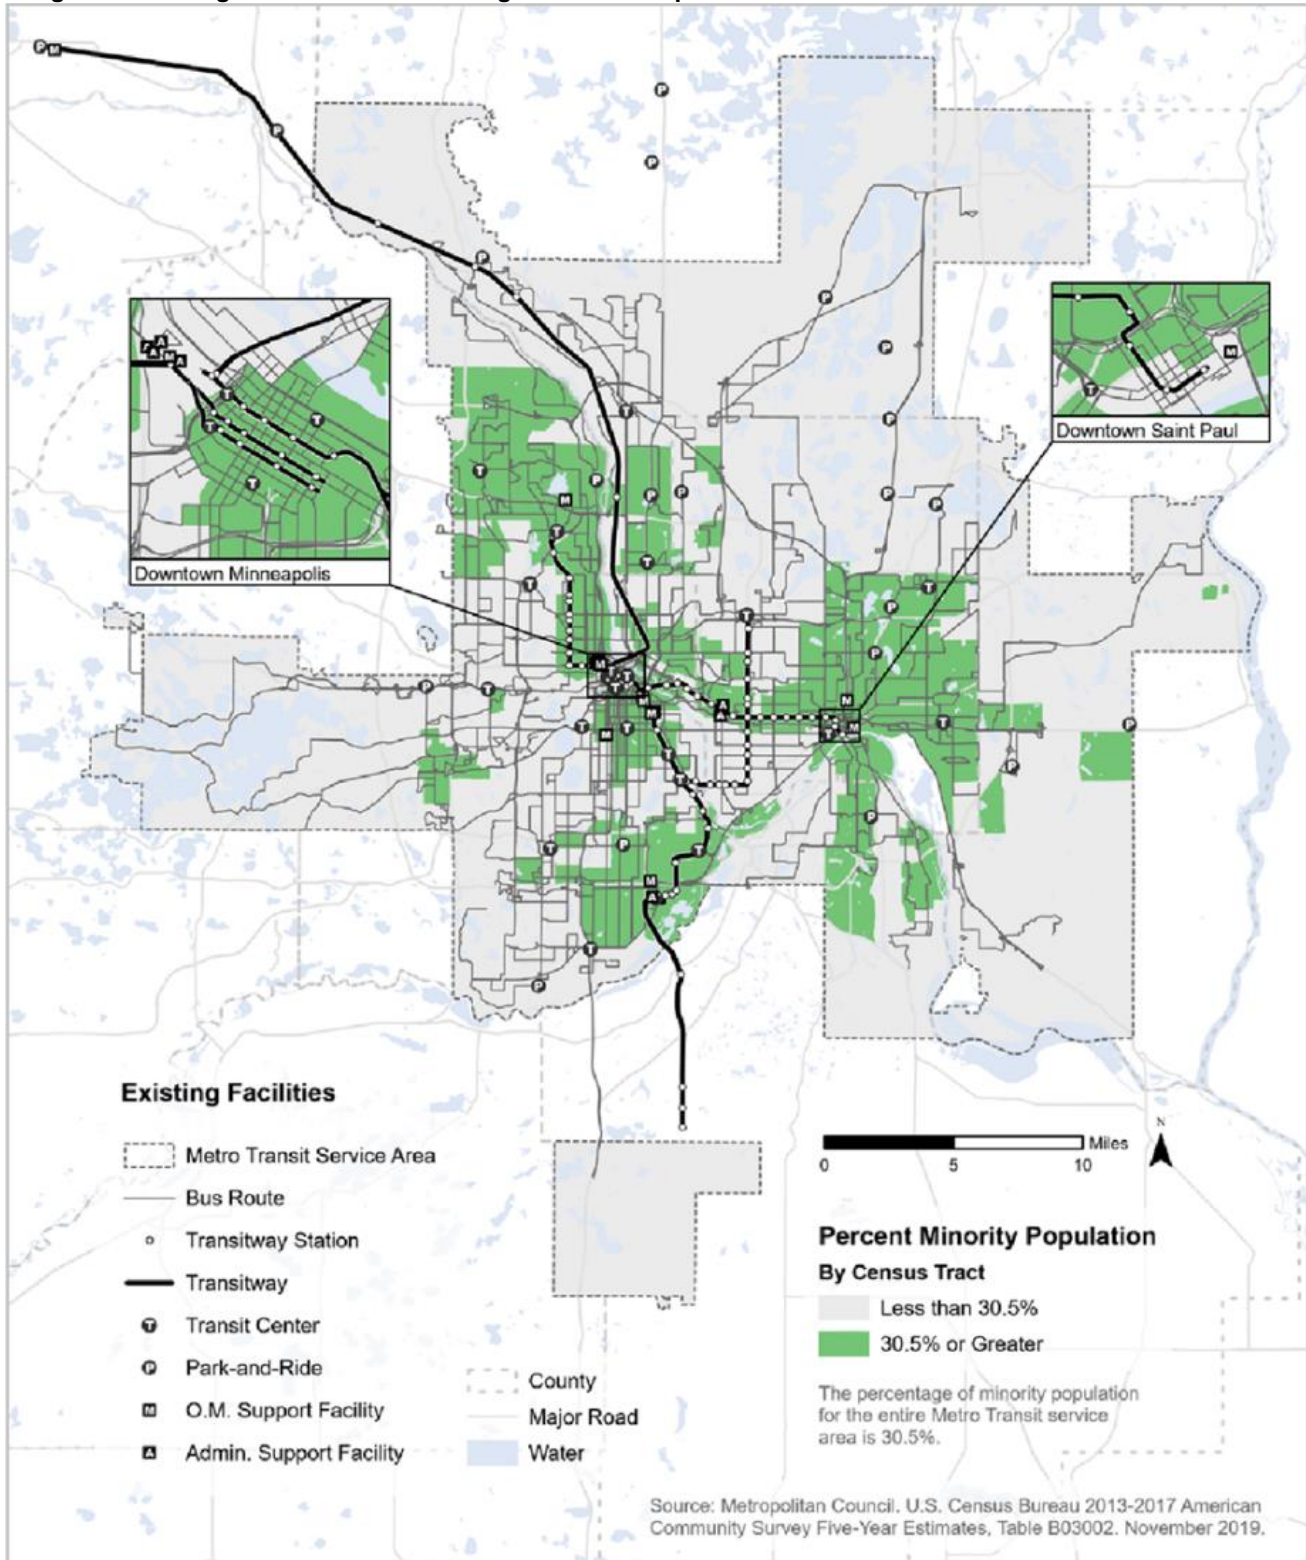 Downtown Minneapolis
Downtown Saint Paul
Existing Facilities
Metro Transit Service Area
Bus Route
Transitway Station
Transitway
T Transit Center
P Park-and-Ride
M O.M. Support Facility
A Admin. Support Facility
County
Major Road
Water
N
Miles
0 5 10
Percent Minority Population
By Census Tract
Less than 30.5%
30.5% or Greater
The percentage of minority population
for the entire Metro Transit service
area is 30.5%.
Source: Metropolitan Council. U.S. Census Bureau 2013-2017 American
Community Survey Five-Year Estimates, Table B03002. November 2019.